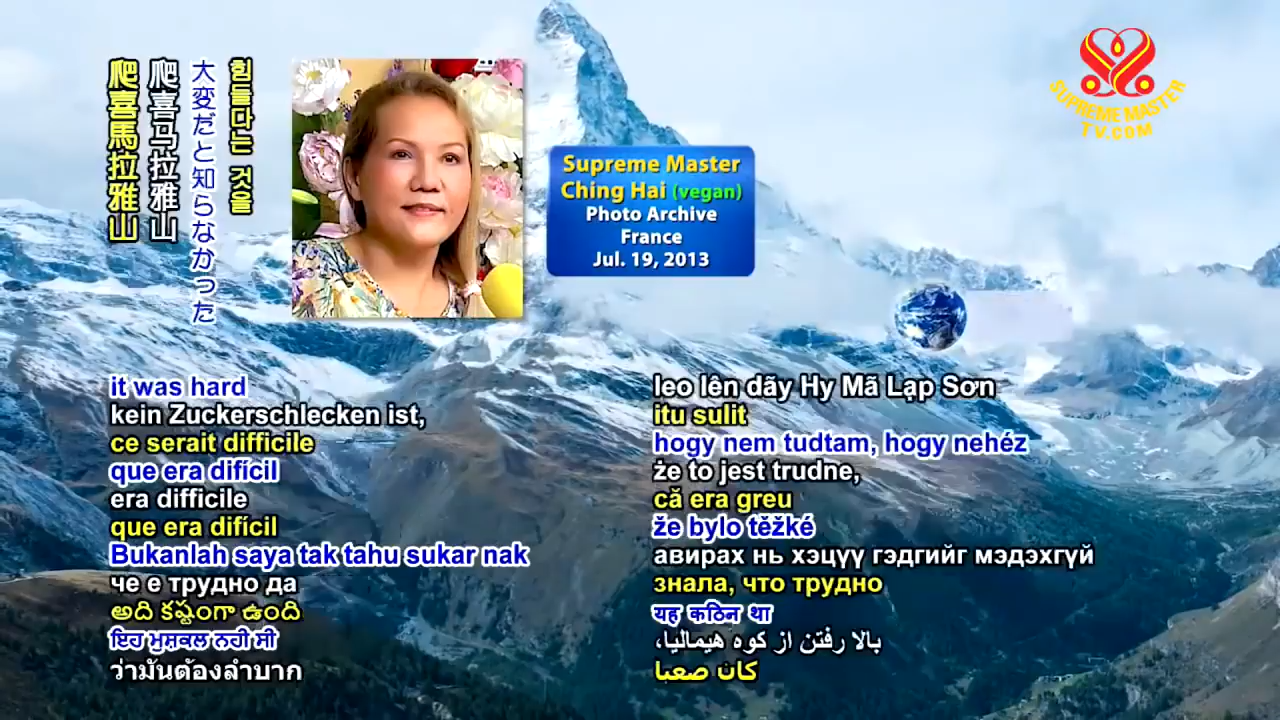 爬喜馬拉雅山
爬喜马拉雅山
大変だと知らなかった
힘들다는 것을
Supreme Master
Ching Hai (vegan)
Photo Archive
France
Jul. 19, 2013
SUPREME MASTER
TV.COM
it was hard
kein Zuckerschlecken ist,
ce serait difficile
que era difícil
era difficile
que era difícil
Bukanlah saya tak tahu sukar nak
че е трудно да
అది కష్టంగా ఉంది
ਇਹ ਮੁਸ਼ਕਲ ਨਹੀ ਸੀ
ว่ามันต้องลำบาก
leo lên dãy Hy Mã Lạp Sơn
itu sulit
hogy nem tudtam, hogy nehéz
że to jest trudne,
că era greu
že bylo těžké
авирах нь хэцүү гэдгийг мэдэхгүй
знала, что трудно
यह कठिन था
بالا رفتن از کوه هیمالیا،
كان صعبا